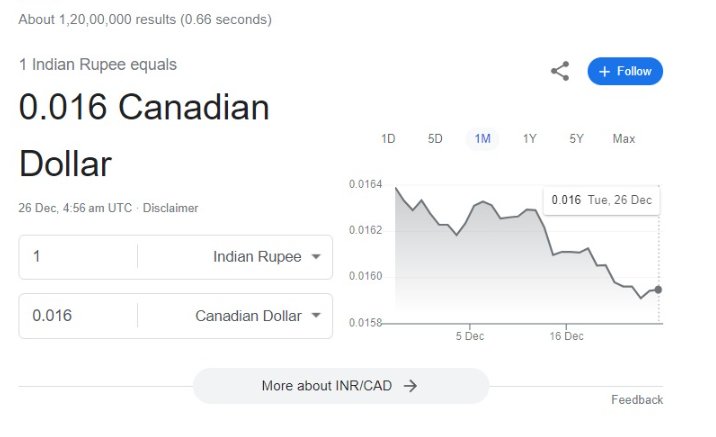 About 1,20,00,000 results (0.66 seconds)
1 Indian Rupee equals
0.016 Canadian
Dollar
26 Dec, 4:56 am UTC · Disclaimer
1 Indian Rupee
0.016 Canadian Dollar
+ Follow
1D 5D 1M 1Y 5Y Max
0.016 Tue, 26 Dec
0.0164
0.0162
0.0160
0.0158
5 Dec 16 Dec
More about INR/CAD →
Feedback